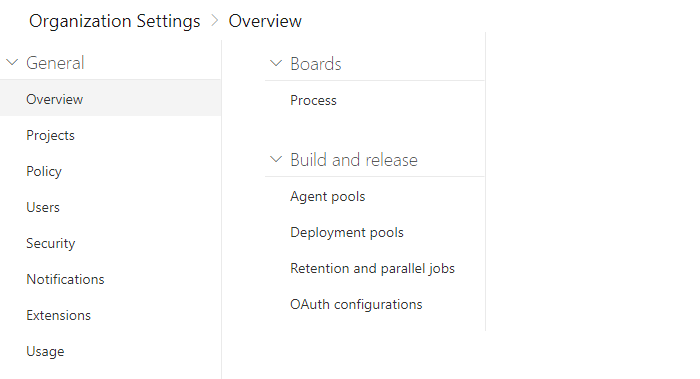 Organization Settings > Overview
General
Overview
Projects
Policy
Users
Security
Notifications
Extensions
Usage
Boards
Process
Build and release
Agent pools
Deployment pools
Retention and parallel jobs
OAuth configurations